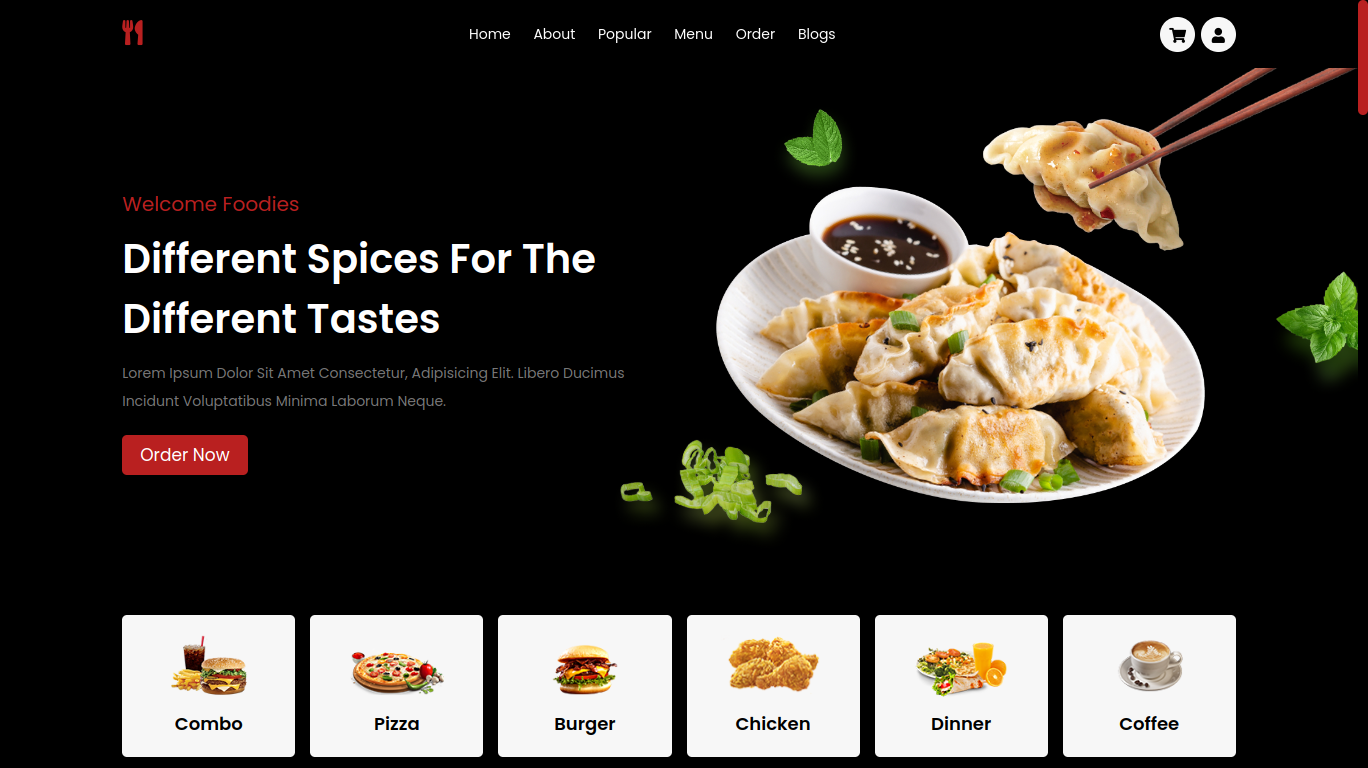 Home About Popular Menu Order Blogs
Welcome Foodies
Different Spices For The
Different Tastes
Lorem Ipsum Dolor Sit Amet Consectetur, Adipisicing Elit. Libero Ducimus
Incidunt Voluptatibus Minima Laborum Neque.
Order Now
Combo Pizza Burger Chicken Dinner Coffee